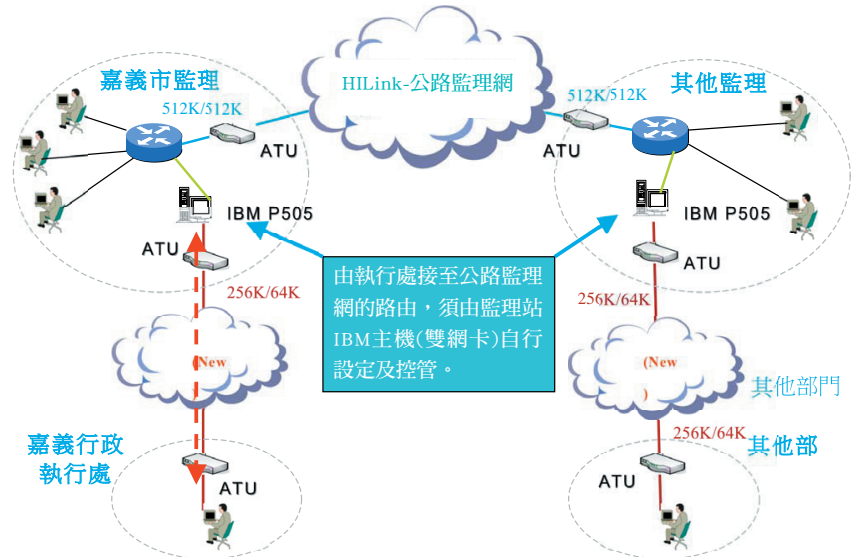 嘉義市監理
512K/512K
ATU
HILink-公路監理網
512K/512K
ATU
其他監理
IBM P505
ATU
256K/64K
由執行處接至公路監理
網的路由，須由監理站
IBM主機(雙網卡)自行
設定及控管。
IBM P505
ATU
256K/64K
(New
)
(New
)
其他部門
嘉義行政
執行處
ATU
256K/64K
其他部
ATU